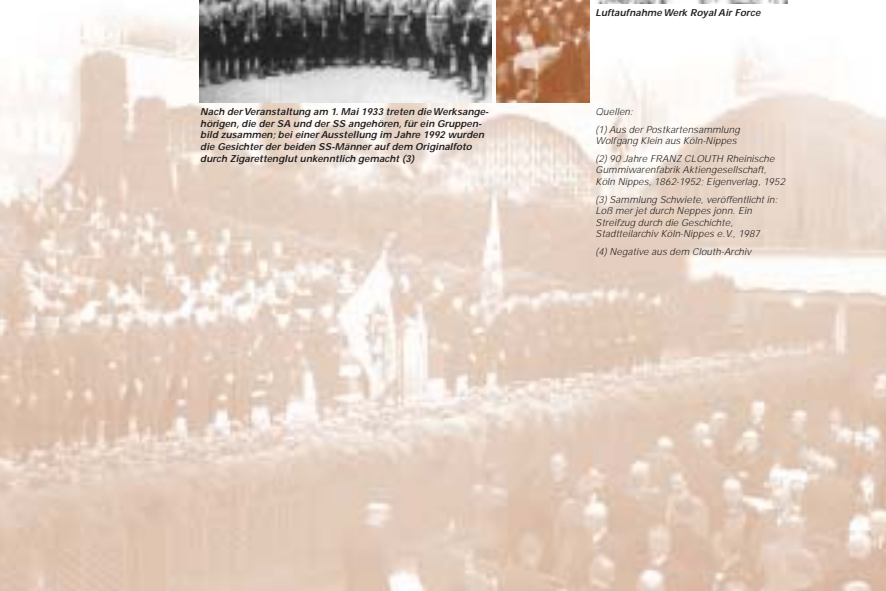 Luftaufnahme Werk Royal Air Force
Nach der Veranstaltung am 1. Mai 1933 treten die Werksange-
hörigen, die der SA und der SS angehören, für ein Gruppen-
bild zusammen; bei einer Ausstellung im Jahre 1992 wurden
die Gesichter der beiden SS-Männer auf dem Originalfoto
durch Zigarettenglut unkenntlich gemacht (3)
Quellen:
(1) Aus der Postkartensammlung
Wolfgang Klein aus Köln-Nippes
(2) 90 Jahre FRANZ CLOUTH Rheinische
Gummiwarenfabrik Aktiengesellschaft,
Köln Nippes, 1862-1952; Eigenverlag, 1952
(3) Sammlung Schwiete, veröffentlicht in:
Loß mer jet durch Neppes jonn. Ein
Streifzug durch die Geschichte,
Stadtteilarchiv Köln-Nippes e.V., 1987
(4) Negative aus dem Clouth-Archiv